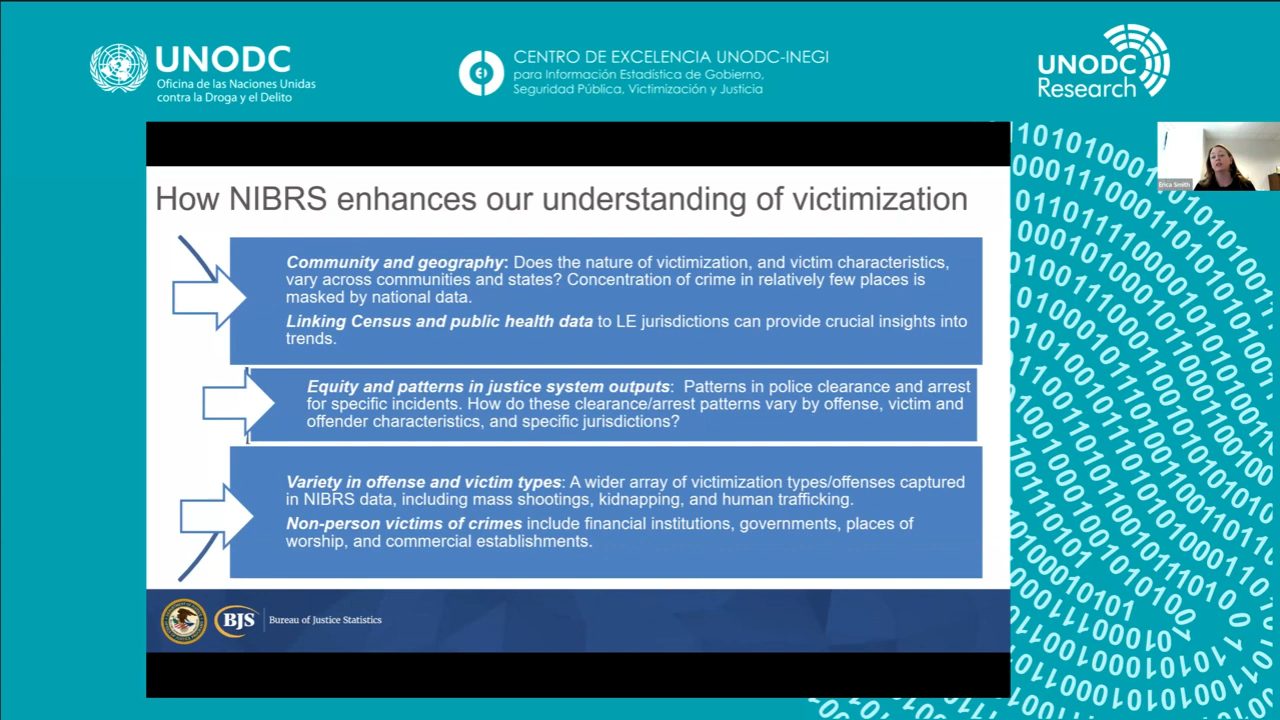 UNODC
Oficina de las Naciones Unidas
contra la Droga y el Delito
CENTRO DE EXCELENCIA UNODC-INEGI
para Información Estadística de Gobierno,
Seguridad Pública, Victimización y Justicia
UNODC
Research
Erica Smith
How NIBRS enhances our understanding of victimization
Community and geography: Does the nature of victimization, and victim characteristics,
vary across communities and states? Concentration of crime in relatively few places is
masked by national data.
Linking Census and public health data to LE jurisdictions can provide crucial insights into
trends.
Equity and patterns in justice system outputs: Patterns in police clearance and arrest
for specific incidents. How do these clearance/arrest patterns vary by offense, victim and
offender characteristics, and specific jurisdictions?
Variety in offense and victim types: A wider array of victimization types/offenses captured
in NIBRS data, including mass shootings, kidnapping, and human trafficking.
Non-person victims of crimes include financial institutions, governments, places of
worship, and commercial establishments.
BJS
Bureau of Justice Statistics